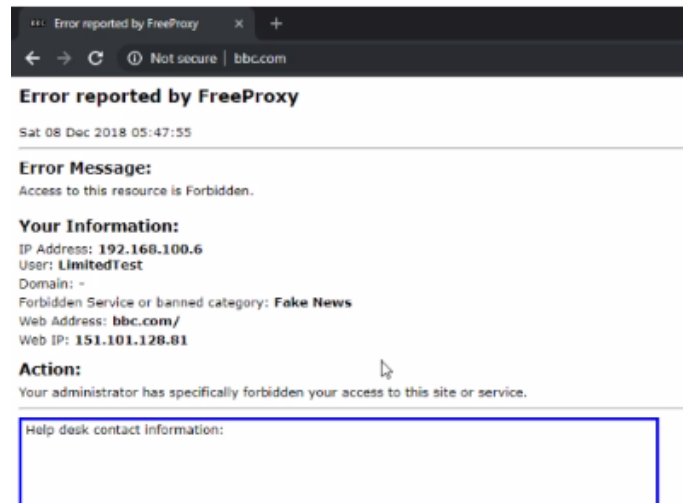 BBC Error reported by FreeProxy
Not secure | bbc.com
Error reported by FreeProxy
Sat 08 Dec 2018 05:47:55
Error Message:
Access to this resource is Forbidden.
Your Information:
IP Address: 192.168.100.6
User: LimitedTest
Domain: -
Forbidden Service or banned category: Fake News
Web Address: bbc.com/
Web IP: 151.101.128.81
Action:
Your administrator has specifically forbidden your access to this site or service.
Help desk contact information: